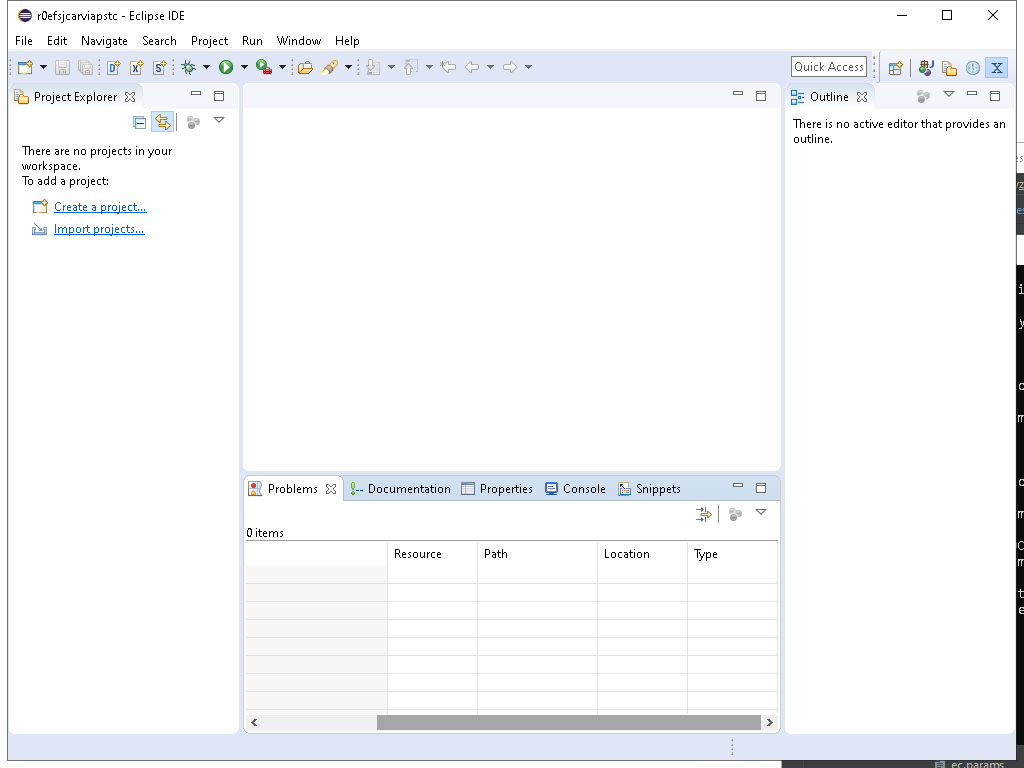 r0efsjcarviapstc - Eclipse IDE
File Edit Navigate Search Project Run Window Help
Quick Access
Project Explorer
Outline
There is no active editor that provides an
outline.
There are no projects in your
workspace.
To add a project:
Create a project...
Import projects...
Problems Documentation Properties Console Snippets
0 items
Resource Path Location Type
ec.params